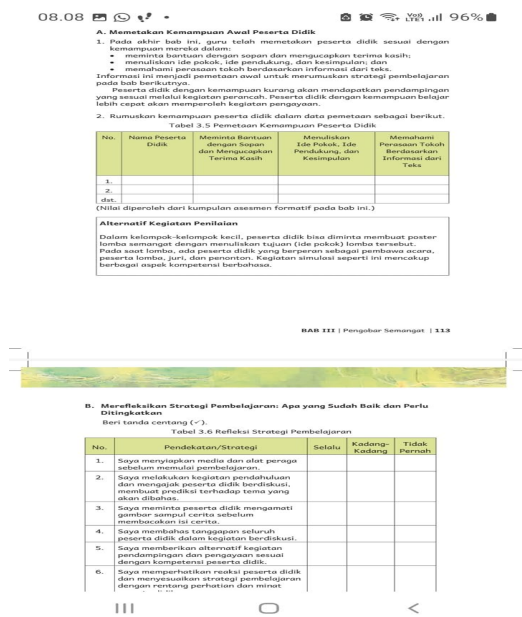 08.08
Vo))
LTE1
96%
A. Memetakan Kemampuan Awal Peserta Didik
1. Pada akhir bab ini, guru telah memetakan peserta didik sesuai dengan
kemampuan mereka dalam:
• meminta bantuan dengan sopan dan mengucapkan terima kasih;
• menuliskan ide pokok, ide pendukung, dan kesimpulan; dan
• memahami perasaan tokoh berdasarkan informasi dari teks.
Informasi ini menjadi pemetaan awal untuk merumuskan strategi pembelajaran
pada bab berikutnya.
Peserta didik dengan kemampuan kurang akan mendapatkan pendampingan
yang sesuai melalui kegiatan perancah. Peserta didik dengan kemampuan belajar
lebih cepat akan memperoleh kegiatan pengayaan.
2. Rumuskan kemampuan peserta didik dalam data pemetaan sebagai berikut.
Tabel 3.5 Pemetaan Kemampuan Peserta Didik
No.
Nama Peserta
Didik
Meminta Bantuan
dengan Sopan
dan Mengucapkan
Terima Kasih
Menuliskan
Ide Pokok, Ide
Pendukung, dan
Kesimpulan
Memahami
Perasaan Tokoh
Berdasarkan
Informasi dari
Teks
1.
2.
dst.
(Nilai diperoleh dari kumpulan asesmen formatif pada bab ini.)
Alternatif Kegiatan Penilaian
Dalam kelompok-kelompok kecil, peserta didik bisa diminta membuat poster
lomba semangat dengan menuliskan tujuan (ide pokok) lomba tersebut.
Pada saat lomba, ada peserta didik yang berperan sebagai pembawa acara,
peserta lomba, juri, dan penonton. Kegiatan simulasi seperti ini mencakup
berbagai aspek kompetensi berbahasa.
BAB III | Pengobar Semangat | 113
B. Merefleksikan Strategi Pembelajaran: Apa yang Sudah Baik dan Perlu
Ditingkatkan
Beri tanda centang (✓).
Tabel 3.6 Refleksi Strategi Pembelajaran
No.
Pendekatan/Strategi
Selalu
Kadang-
Kadang
Tidak
Pernah
1. Saya menyiapkan media dan alat peraga
sebelum memulai pembelajaran.
2. Saya melakukan kegiatan pendahuluan
dan mengajak peserta didik berdiskusi,
membuat prediksi terhadap tema yang
akan dibahas.
3. Saya meminta peserta didik mengamati
gambar sampul cerita sebelum
membacakan isi cerita.
4. Saya membahas tanggapan seluruh
peserta didik dalam kegiatan berdiskusi.
5. Saya memberikan alternatif kegiatan
pendampingan dan pengayaan sesuai
dengan kompetensi peserta didik.
6. Saya memperhatikan reaksi peserta didik
dan menyesuaikan strategi pembelajaran
dengan rentang perhatian dan minat